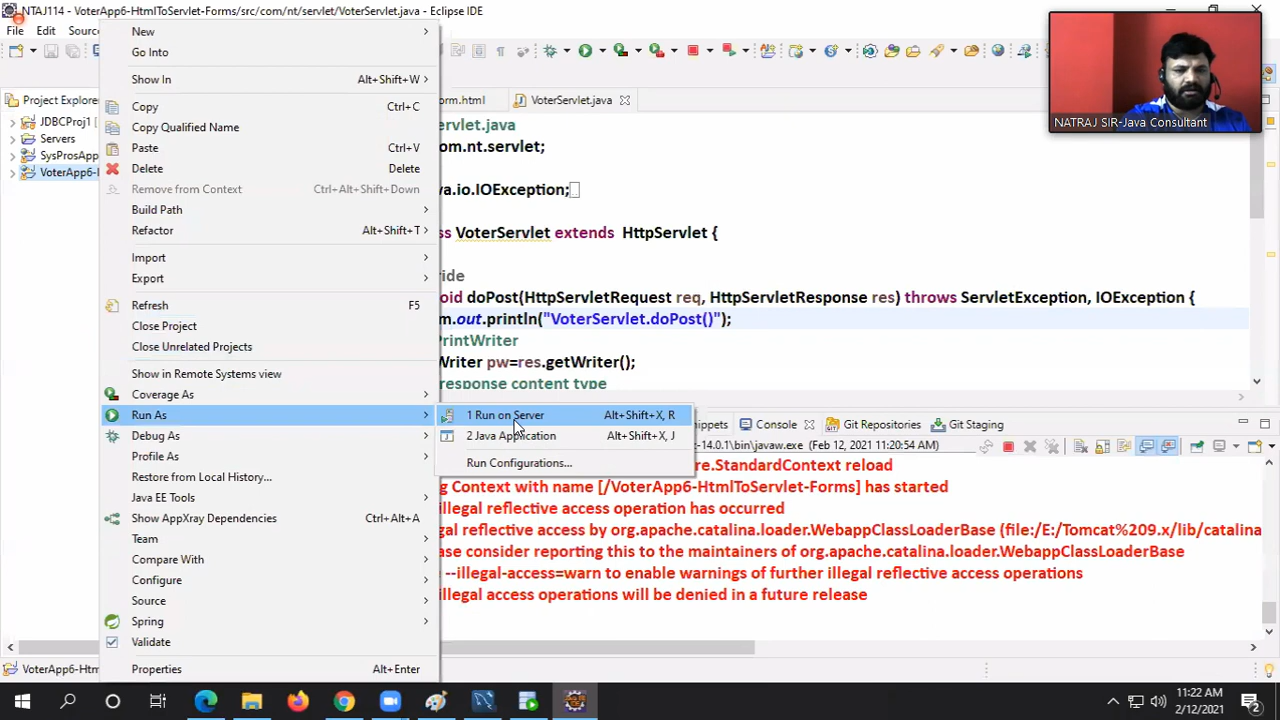 NTAJ114 - VoterApp6-HtmlToServlet-Forms/src/com/nt/servlet/VoterServlet.java - Eclipse IDE
File Edit Source
Project Explorer
JDBCProj1
Servers
SysProsApp
VoterApp6-H
New
Go Into
Show In Alt+Shift+W
Copy Ctrl+C
Copy Qualified Name
Paste Ctrl+V
Delete Delete
Remove from Context Ctrl+Alt+Shift+Down
Build Path
Refactor Alt+Shift+T
Import
Export
Refresh F5
Close Project
Close Unrelated Projects
Show in Remote Systems view
Coverage As
Run As
Debug As
Profile As
Restore from Local History...
Java EE Tools
Show AppXray Dependencies Ctrl+Alt+A
Team
Compare With
Configure
Source
Spring
Validate
Properties Alt+Enter
1 Run on Server Alt+Shift+X, R
2 Java Application Alt+Shift+X, J
Run Configurations...
orm.html VoterServlet.java
ervlet.java
om.nt.servlet;
va.io.IOException;
ss VoterServlet extends HttpServlet {
ride
oid doPost(HttpServletRequest req, HttpServletResponse res) throws ServletException, IOException {
m.out.println("VoterServlet.doPost()");
PrintWriter
Writer pw=res.getWriter();
response content type
nippets Console Git Repositories Git Staging
-14.0.1\bin\javaw.exe (Feb 12, 2021, 11:20:54 AM)
re.StandardContext reload
g Context with name [/VoterApp6-HtmlToServlet-Forms] has started
illegal reflective access operation has occurred
gal reflective access by org.apache.catalina.loader.WebappClassLoaderBase (file:/E:/Tomcat%209.x/lib/catalina
ase consider reporting this to the maintainers of org.apache.catalina.loader.WebappClassLoaderBase
--illegal-access=warn to enable warnings of further illegal reflective access operations
illegal access operations will be denied in a future release
VoterApp6-Htm
NATRAJ SIR-Java Consultant
11:22 AM
2/12/2021
2